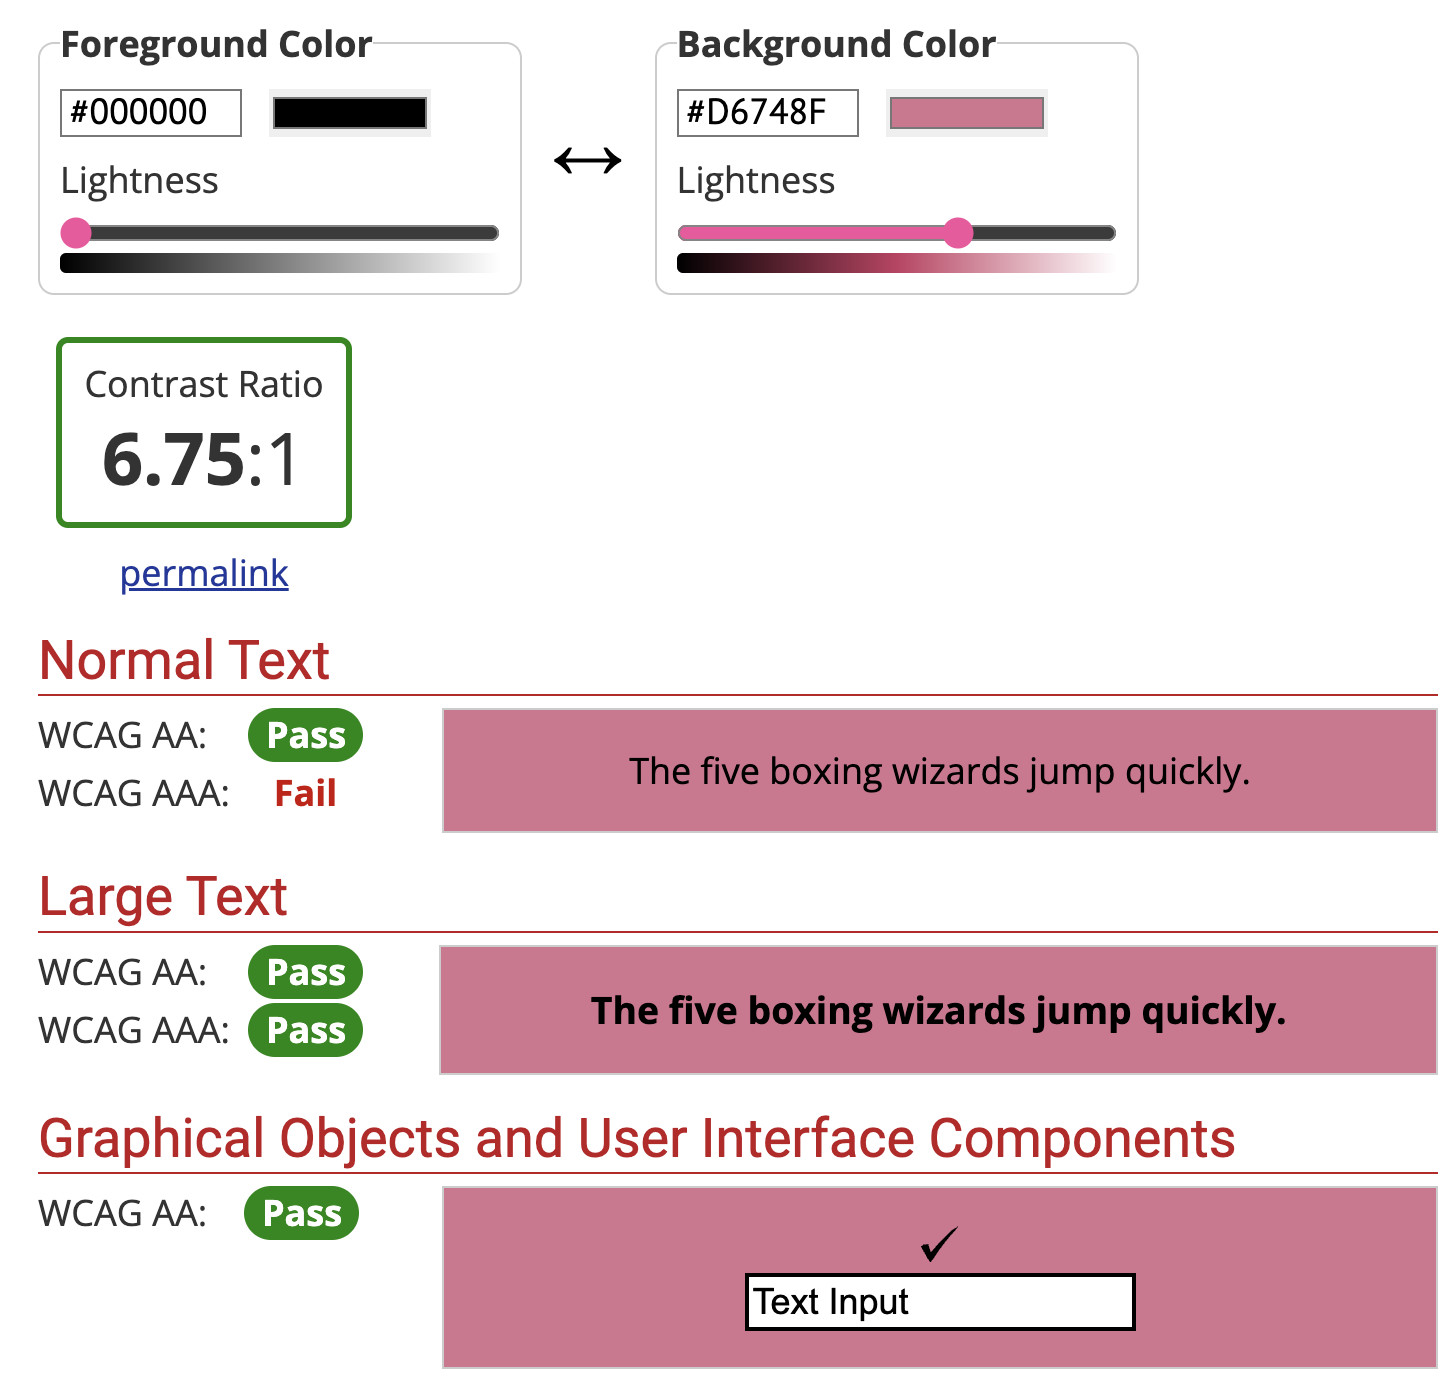 Foreground Color
#000000
Lightness
↔
Background Color
#D6748F
Lightness
Contrast Ratio
6.75:1
permalink
Normal Text
WCAG AA: Pass
WCAG AAA: Fail
The five boxing wizards jump quickly.
Large Text
WCAG AA: Pass
WCAG AAA: Pass
The five boxing wizards jump quickly.
Graphical Objects and User Interface Components
WCAG AA: Pass
✓
Text Input